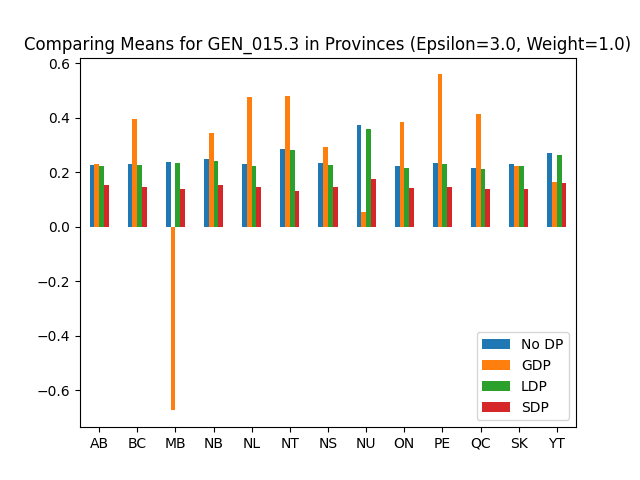 Comparing Means for GEN_015.3 in Provinces (Epsilon=3.0, Weight=1.0)
0.6
0.4
0.2
0.0
−0.2
−0.4
−0.6
No DP
GDP
LDP
SDP
AB BC MB NB NL NT NS NU ON PE QC SK YT